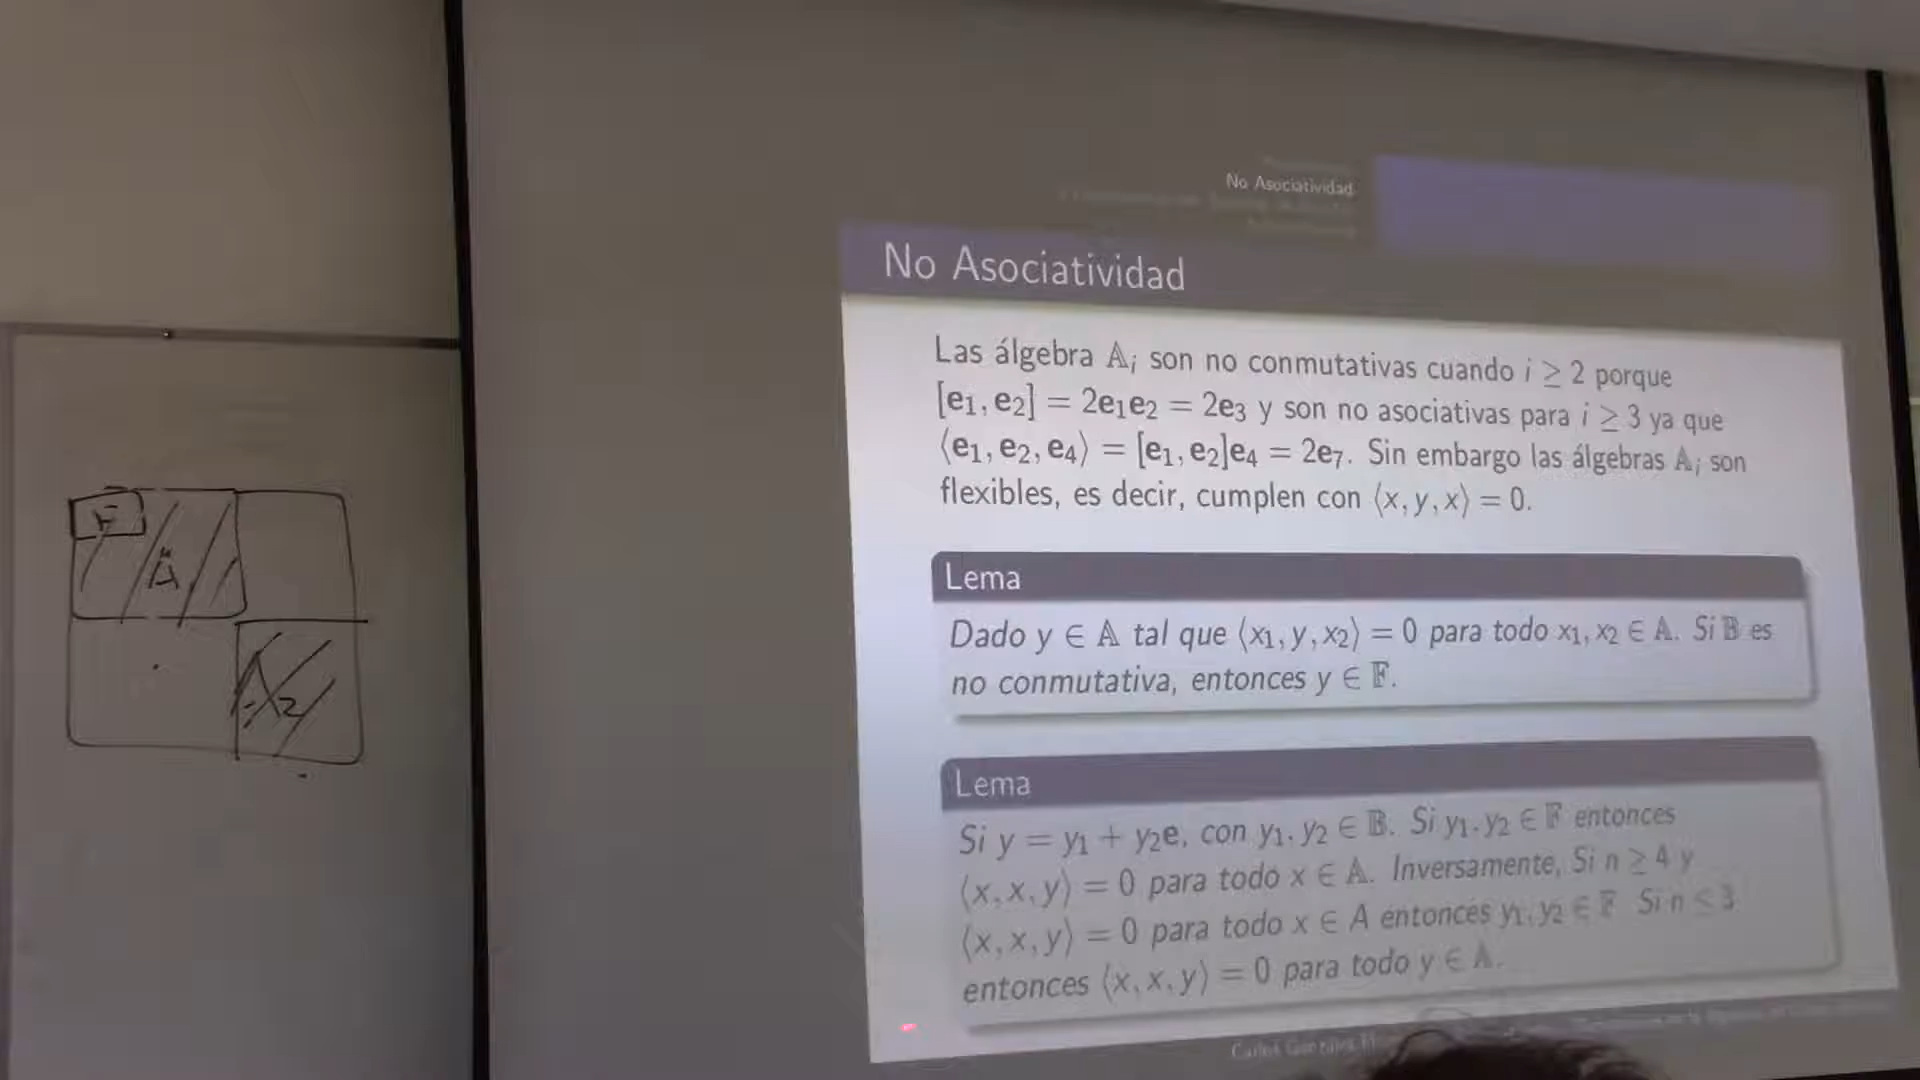 No Asociatividad
No Asociatividad
Las álgebra 𝔸ᵢ son no conmutativas cuando i ≥ 2 porque
[e₁, e₂] = 2e₁e₂ = 2e₃ y son no asociativas para i ≥ 3 ya que
⟨e₁, e₂, e₄⟩ = [e₁, e₂]e₄ = 2e₇. Sin embargo las álgebras 𝔸ᵢ son
flexibles, es decir, cumplen con ⟨x, y, x⟩ = 0.
Lema
Dado y ∈ 𝔸 tal que ⟨x₁, y, x₂⟩ = 0 para todo x₁, x₂ ∈ 𝔸. Si 𝔹 es
no conmutativa, entonces y ∈ 𝔽.
Lema
Si y = y₁ + y₂e, con y₁, y₂ ∈ 𝔹. Si y₁, y₂ ∈ 𝔽 entonces
⟨x, x, y⟩ = 0 para todo x ∈ 𝔸. Inversamente, Si n ≥ 4 y
⟨x, x, y⟩ = 0 para todo x ∈ A entonces y₁, y₂ ∈ 𝔽 Si n ≤ 3
entonces ⟨x, x, y⟩ = 0 para todo y ∈ 𝔸.
Carlos González